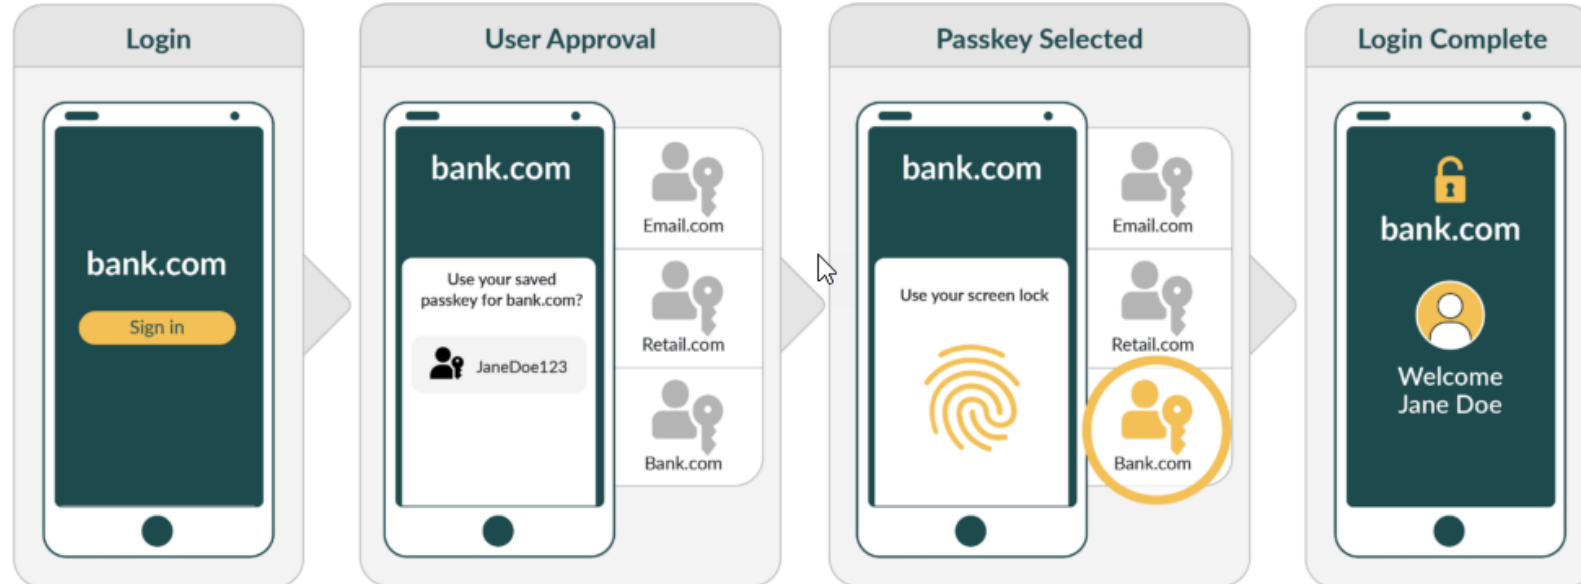 Login
bank.com
Sign in
User Approval
bank.com
Use your saved
passkey for bank.com?
JaneDoe123
Email.com
Retail.com
Bank.com
Passkey Selected
bank.com
Use your screen lock
Email.com
Retail.com
Bank.com
Login Complete
bank.com
Welcome
Jane Doe